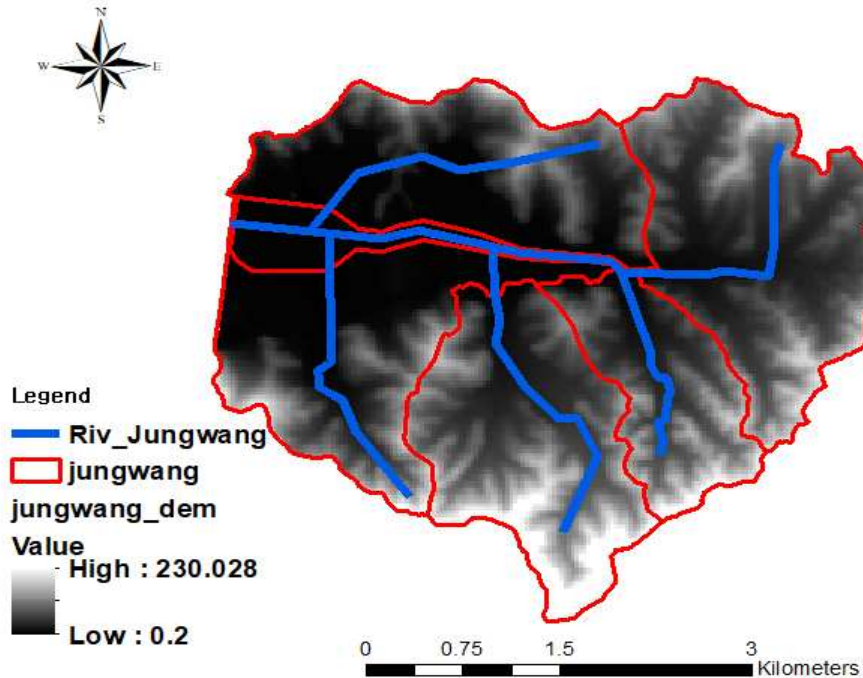 N
W E
S
Legend
Riv_Jungwang
jungwang
jungwang_dem
Value
High : 230.028
Low : 0.2
0 0.75 1.5 3
Kilometers